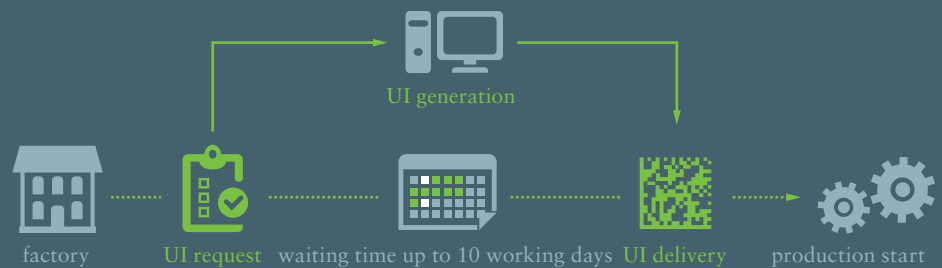 UI generation
factory
UI request
waiting time up to 10 working days
UI delivery
production start